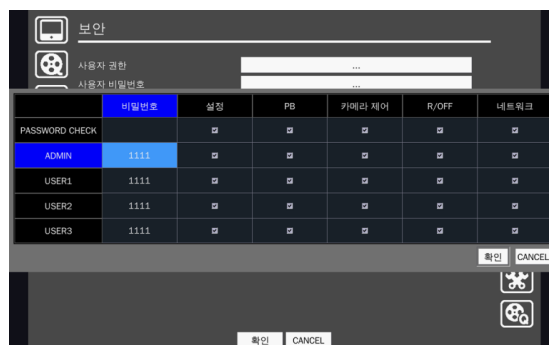 보안
사용자 권한 ...
사용자 비밀번호 ...
비밀번호 설정 PB 카메라 제어 R/OFF 네트워크
PASSWORD CHECK
ADMIN 1111
USER1 1111
USER2 1111
USER3 1111
확인 CANCEL
Q
확인 CANCEL